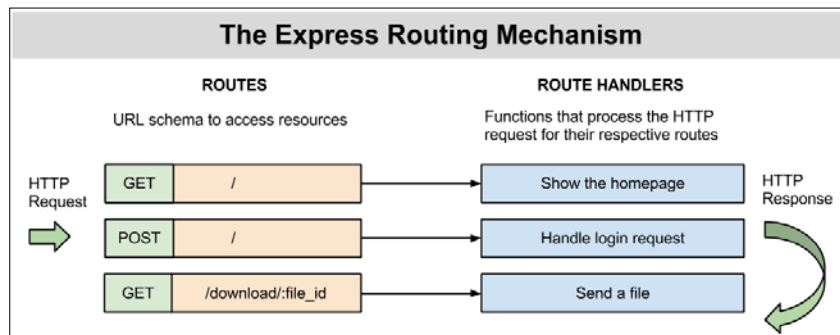 The Express Routing Mechanism
ROUTES
URL schema to access resources
ROUTE HANDLERS
Functions that process the HTTP
request for their respective routes
HTTP
Request
GET /
Show the homepage
POST /
Handle login request
GET /download/:file_id
Send a file
HTTP
Response